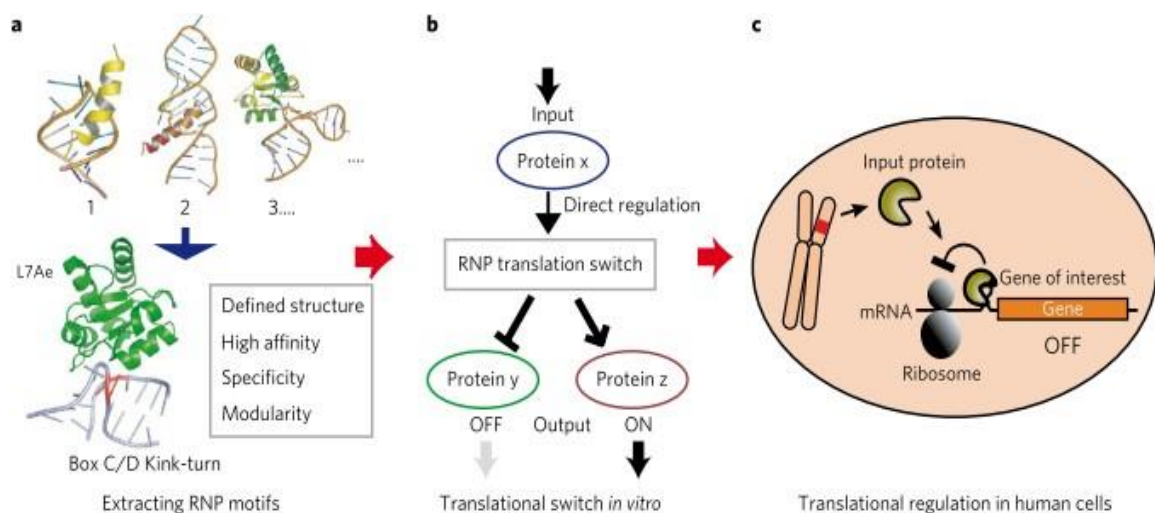 a
1
2
3....
....
L7Ae
Defined structure
High affinity
Specificity
Modularity
Box C/D Kink-turn
Extracting RNP motifs
b
Input
Protein x
Direct regulation
RNP translation switch
Protein y
Protein z
OFF
Output
ON
Translational switch in vitro
c
Input protein
Gene of interest
mRNA
Gene
OFF
Ribosome
Translational regulation in human cells